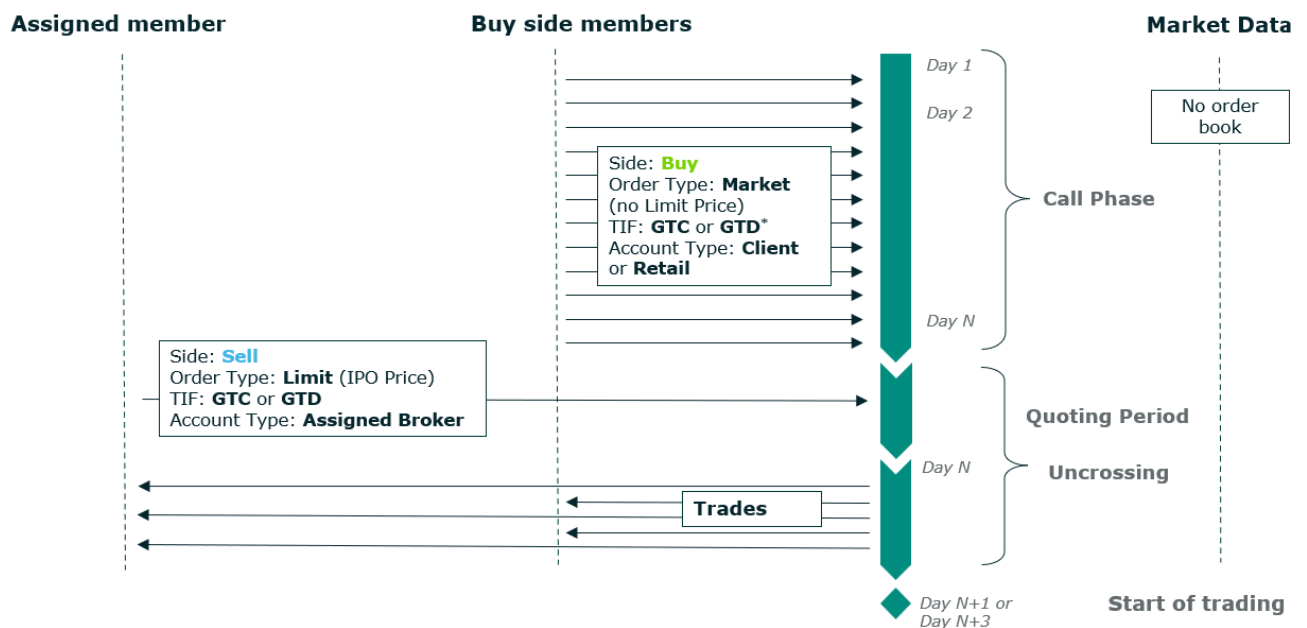 Assigned member
Buy side members
Market Data
Day 1
No order
book
Day 2
Side: Buy
Order Type: Market
(no Limit Price)
TIF: GTC or GTD*
Account Type: Client
or Retail
Call Phase
Day N
Side: Sell
Order Type: Limit (IPO Price)
TIF: GTC or GTD
Account Type: Assigned Broker
Quoting Period
Day N
Uncrossing
Trades
Day N+1 or
Day N+3
Start of trading